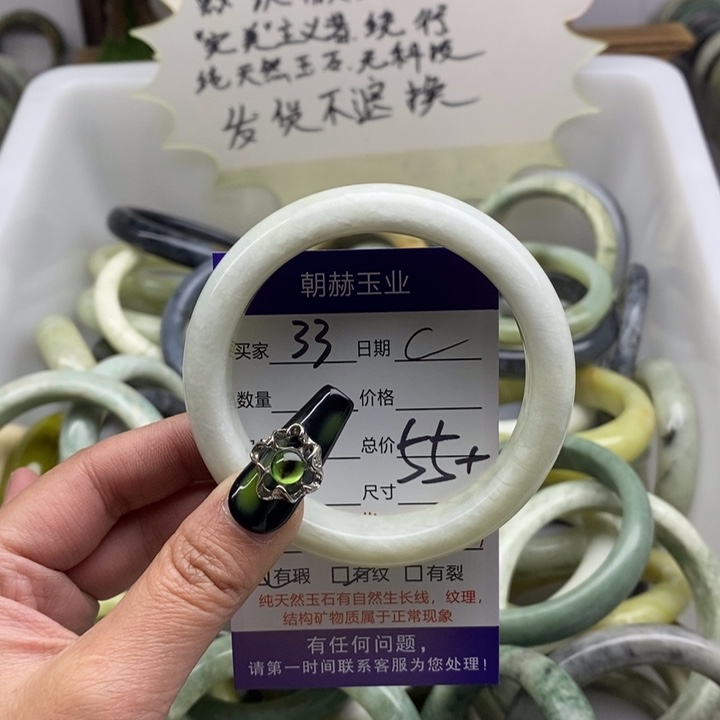 "完美"主义者.绕行
纯天然玉石.无科技
发货不退换
朝赫玉业
买家 33 日期 C
数量 价格
总价 55+
尺寸
有瑕 有纹 有裂
纯天然玉石有自然生长线，纹理，
结构矿物质属于正常现象
有任何问题，
请第一时间联系客服为您处理！